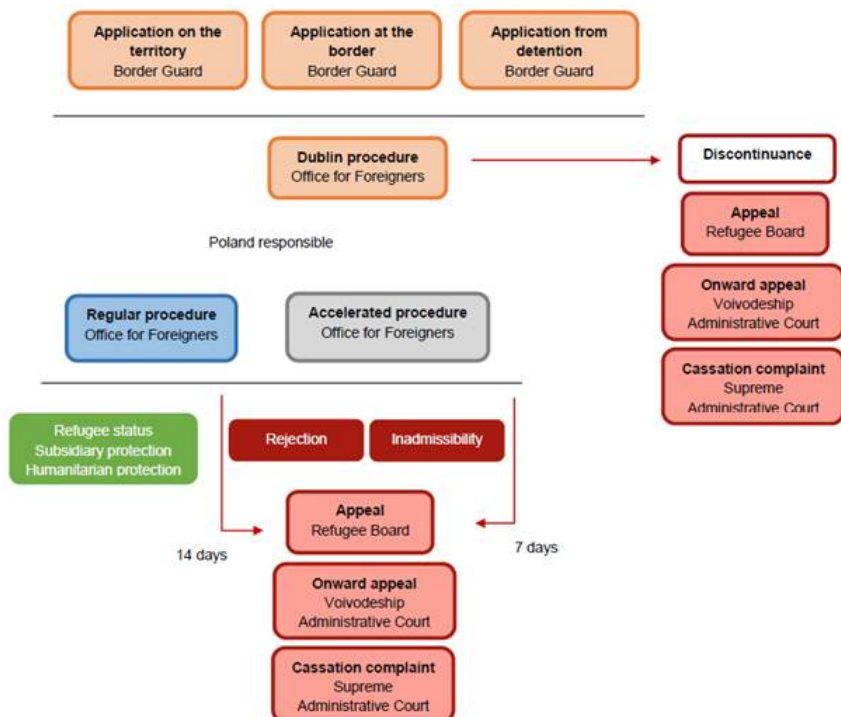 Application on the
territory
Border Guard
Application at the
border
Border Guard
Application from
detention
Border Guard
Dublin procedure
Office for Foreigners
Discontinuance
Appeal
Refugee Board
Onward appeal
Voivodeship
Administrative Court
Cassation complaint
Supreme
Administrative Court
Poland responsible
Regular procedure
Office for Foreigners
Accelerated procedure
Office for Foreigners
Refugee status
Subsidiary protection
Humanitarian protection
Rejection
Inadmissibility
14 days
Appeal
Refugee Board
7 days
Onward appeal
Voivodeship
Administrative Court
Cassation complaint
Supreme
Administrative Court